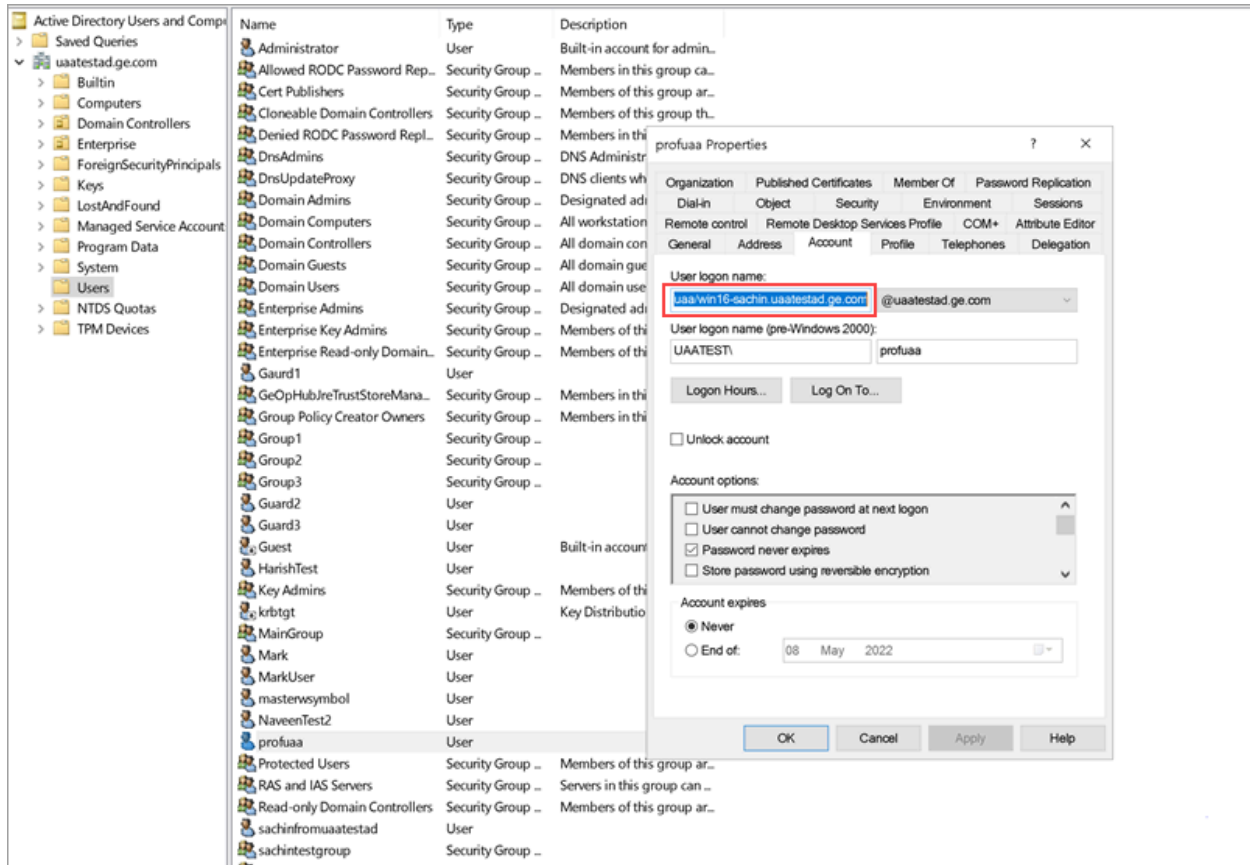 Active Directory Users and Compu
Saved Queries
uaatestad.ge.com
Builtin
Computers
Domain Controllers
Enterprise
ForeignSecurityPrincipals
Keys
LostAndFound
Managed Service Account
Program Data
System
Users
NTDS Quotas
TPM Devices
Name Type Description
Administrator User Built-in account for admin...
Allowed RODC Password Rep... Security Group ... Members in this group ca...
Cert Publishers Security Group ... Members of this group ar...
Cloneable Domain Controllers Security Group ... Members of this group th...
Denied RODC Password Repl... Security Group ... Members in thi
DnsAdmins Security Group ... DNS Administr
DnsUpdateProxy Security Group ... DNS clients wh
Domain Admins Security Group ... Designated adi
Domain Computers Security Group ... All workstation
Domain Controllers Security Group ... All domain con
Domain Guests Security Group ... All domain gue
Domain Users Security Group ... All domain use
Enterprise Admins Security Group ... Designated adi
Enterprise Key Admins Security Group ... Members of thi
Enterprise Read-only Domain... Security Group ... Members of thi
Gaurd1 User
GeOpHubJreTrustStoreMana... Security Group ... Members in thi
Group Policy Creator Owners Security Group ... Members in thi
Group1 Security Group ...
Group2 Security Group ...
Group3 Security Group ...
Guard2 User
Guard3 User
Guest User Built-in accoun
HarishTest User
Key Admins Security Group ... Members of thi
krbtgt User Key Distributio
MainGroup Security Group ...
Mark User
MarkUser User
masterwsymbol User
NaveenTest2 User
profuaa User
Protected Users Security Group ... Members of this group ar...
RAS and IAS Servers Security Group ... Servers in this group can ...
Read-only Domain Controllers Security Group ... Members of this group ar...
sachinfromuaatestad User
sachintestgroup Security Group ...
profuaa Properties ?
Organization Published Certificates Member Of Password Replication
Dial-in Object Security Environment Sessions
Remote control Remote Desktop Services Profile COM+ Attribute Editor
General Address Account Profile Telephones Delegation
User logon name:
uaa/win16-sachin.uaatestad.ge.com @uaatestad.ge.com
User logon name (pre-Windows 2000):
UAATEST\ profuaa
Logon Hours... Log On To...
Unlock account
Account options:
User must change password at next logon
User cannot change password
Password never expires
Store password using reversible encryption
Account expires
Never
End of: 08 May 2022
OK Cancel Apply Help